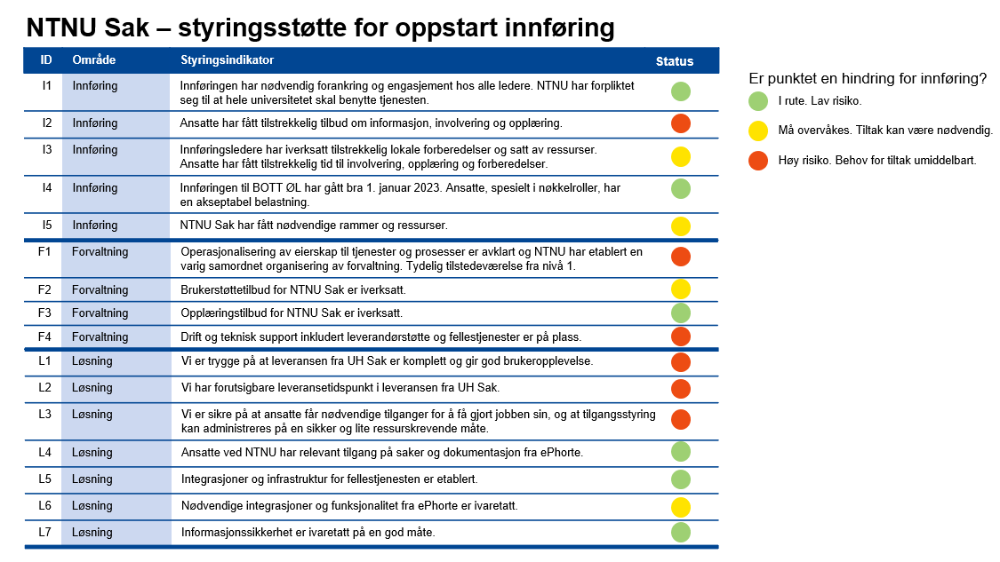 NTNU Sak – styringsstøtte for oppstart innføring
ID Område Styringsindikator Status
I1 Innføring Innføringen har nødvendig forankring og engasjement hos alle ledere. NTNU har forpliktet
seg til at hele universitetet skal benytte tjenesten.
I2 Innføring Ansatte har fått tilstrekkelig tilbud om informasjon, involvering og opplæring.
I3 Innføring Innføringsledere har iverksatt tilstrekkelig lokale forberedelser og satt av ressurser.
Ansatte har fått tilstrekkelig tid til involvering, opplæring og forberedelser.
I4 Innføring Innføringen til BOTT ØL har gått bra 1. januar 2023. Ansatte, spesielt i nøkkelroller, har
en akseptabel belastning.
I5 Innføring NTNU Sak har fått nødvendige rammer og ressurser.
F1 Forvaltning Operasjonalisering av eierskap til tjenester og prosesser er avklart og NTNU har etablert en
varig samordnet organisering av forvaltning. Tydelig tilstedeværelse fra nivå 1.
F2 Forvaltning Brukerstøttetilbud for NTNU Sak er iverksatt.
F3 Forvaltning Opplæringstilbud for NTNU Sak er iverksatt.
F4 Forvaltning Drift og teknisk support inkludert leverandørstøtte og fellestjenester er på plass.
L1 Løsning Vi er trygge på at leveransen fra UH Sak er komplett og gir god brukeropplevelse.
L2 Løsning Vi har forutsigbare leveransetidspunkt i leveransen fra UH Sak.
L3 Løsning Vi er sikre på at ansatte får nødvendige tilganger for å få gjort jobben sin, og at tilgangsstyring
kan administreres på en sikker og lite ressurskrevende måte.
L4 Løsning Ansatte ved NTNU har relevant tilgang på saker og dokumentasjon fra ePhorte.
L5 Løsning Integrasjoner og infrastruktur for fellestjenesten er etablert.
L6 Løsning Nødvendige integrasjoner og funksjonalitet fra ePhorte er ivaretatt.
L7 Løsning Informasjonssikkerhet er ivaretatt på en god måte.
Er punktet en hindring for innføring?
I rute. Lav risiko.
Må overvåkes. Tiltak kan være nødvendig.
Høy risiko. Behov for tiltak umiddelbart.